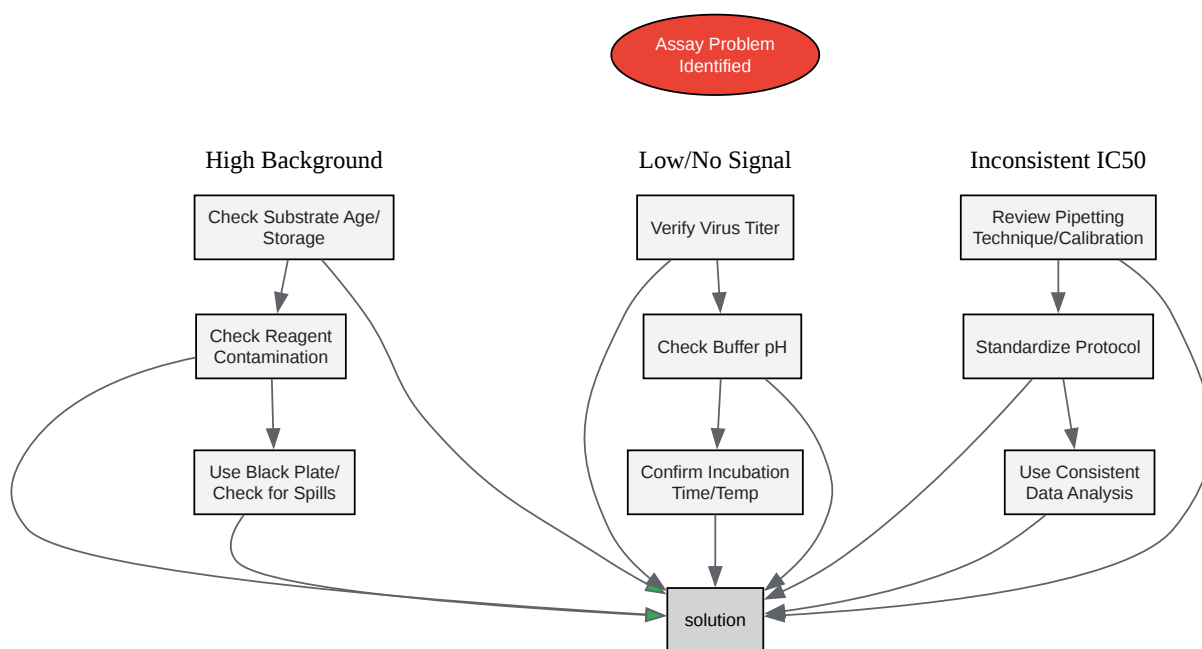 Assay Problem
Identified
High Background
Low/No Signal
Inconsistent IC50
Check Substrate Age/
Storage
Verify Virus Titer
Review Pipetting
Technique/Calibration
Check Reagent
Contamination
Check Buffer pH
Standardize Protocol
Use Black Plate/
Check for Spills
Confirm Incubation
Time/Temp
Use Consistent
Data Analysis
solution